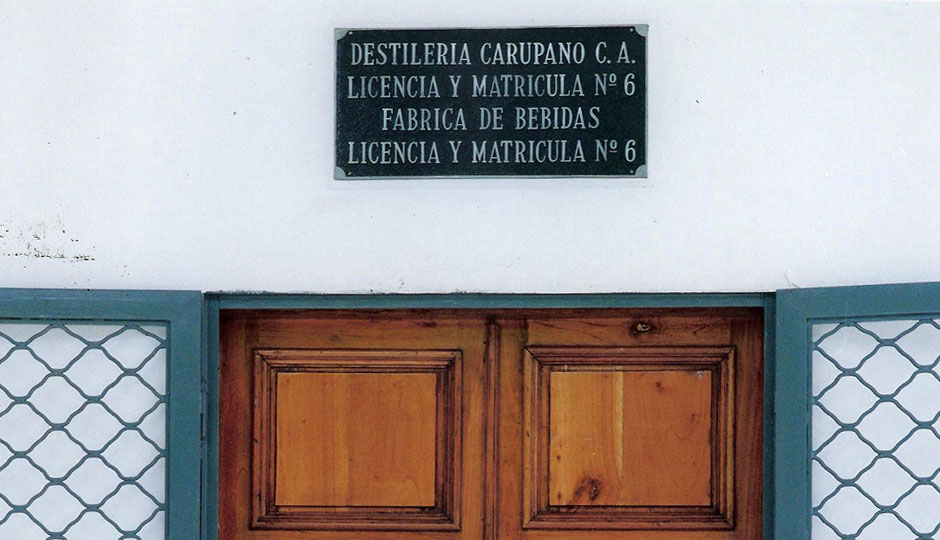 DESTILERIA CARUPANO C. A.
LICENCIA Y MATRICULA Nº 6
FABRICA DE BEBIDAS
LICENCIA Y MATRICULA Nº 6